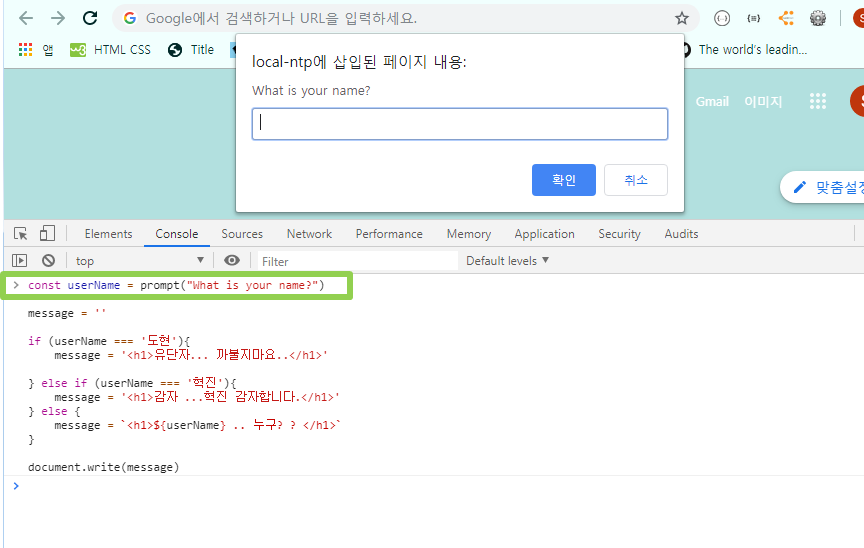 Google에서 검색하거나 URL을 입력하세요.
앱 HTML CSS Title The world's leadin...
local-ntp에 삽입된 페이지 내용:
What is your name?
확인 취소
Gmail 이미지
맞춤설정
Elements Console Sources Network Performance Memory Application Security Audits
top Filter Default levels
const userName = prompt("What is your name?")
message = ''
if (userName === '도현'){
message = '<h1>유단자... 까불지마요..</h1>'
} else if (userName === '혁진'){
message = '<h1>감자 ...혁진 감자합니다.</h1>'
} else {
message = `<h1>${userName} .. 누구? ? </h1>`
}
document.write(message)